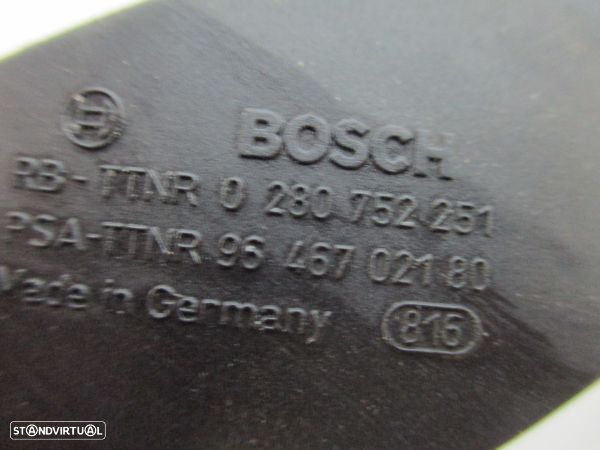 BOSCH
RB-TTNR 0 280 752 251
PSA-TTNR 96 467 021 80
Made in Germany 816
STANDVIRTUAL